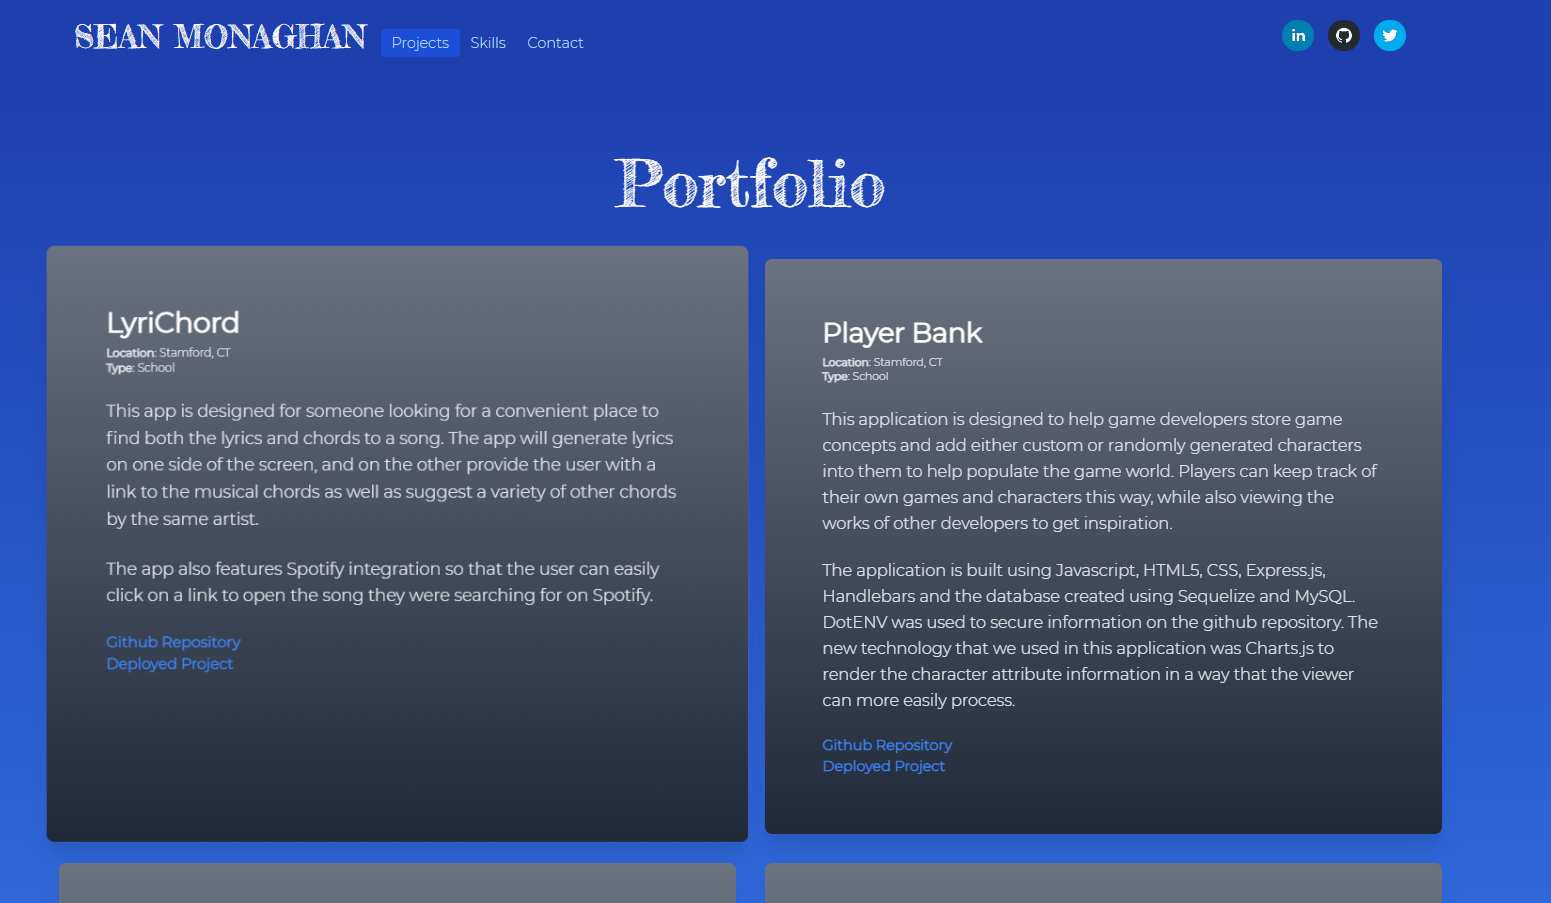 SEAN MONAGHAN
Projects
Skills
Contact
in
Portfolio
LyriChord
Location: Stamford, CT
Type: School
This app is designed for someone looking for a convenient place to
find both the lyrics and chords to a song. The app will generate lyrics
on one side of the screen, and on the other provide the user with a
link to the musical chords as well as suggest a variety of other chords
by the same artist.
The app also features Spotify integration so that the user can easily
click on a link to open the song they were searching for on Spotify.
Github Repository
Deployed Project
Player Bank
Location: Stamford, CT
Type: School
This application is designed to help game developers store game
concepts and add either custom or randomly generated characters
into them to help populate the game world. Players can keep track of
their own games and characters this way, while also viewing the
works of other developers to get inspiration.
The application is built using Javascript, HTML5, CSS, Express.js,
Handlebars and the database created using Sequelize and MySQL.
DotENV was used to secure information on the github repository. The
new technology that we used in this application was Charts.js to
render the character attribute information in a way that the viewer
can more easily process.
Github Repository
Deployed Project